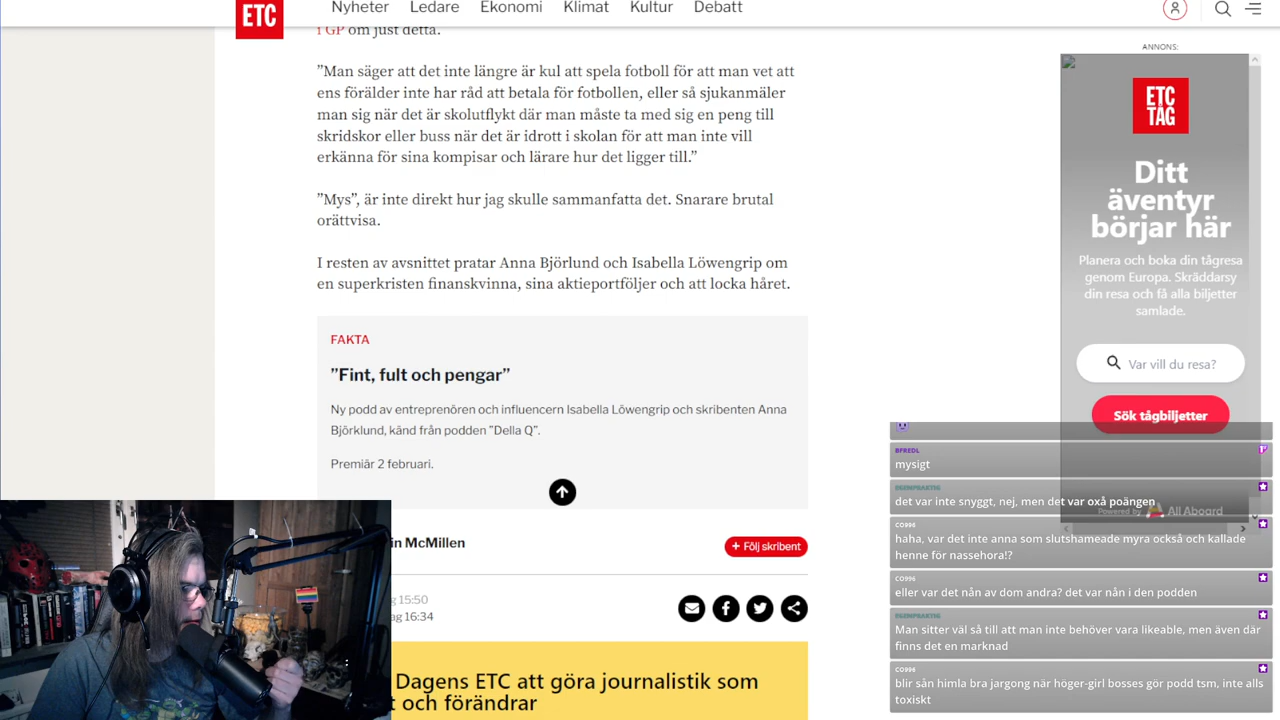 ETC
Nyheter Ledare Ekonomi Klimat Kultur Debatt
i GP om just detta.
”Man säger att det inte längre är kul att spela fotboll för att man vet att
ens förälder inte har råd att betala för fotbollen, eller så sjukanmäler
man sig när det är skolutflykt där man måste ta med sig en peng till
skridskor eller buss när det är idrott i skolan för att man inte vill
erkänna för sina kompisar och lärare hur det ligger till.”
”Mys”, är inte direkt hur jag skulle sammanfatta det. Snarare brutal
orättvisa.
I resten av avsnittet pratar Anna Björlund och Isabella Löwengrip om
en superkristen finanskvinna, sina aktieportföljer och att locka håret.
FAKTA
”Fint, fult och pengar”
Ny podd av entreprenören och influencern Isabella Löwengrip och skribenten Anna
Björklund, känd från podden ”Della Q”.
Premiär 2 februari.
in McMillen
+ Följ skribent
ag 15:50
ag 16:34
Dagens ETC att göra journalistik som
t och förändrar
ANNONS:
ETC
TAG
Ditt
äventyr
börjar här
Planera och boka din tågresa
genom Europa. Skräddarsy
din resa och få alla biljetter
samlade.
Var vill du resa?
Sök tågbiljetter
Powered by All Aboard
BFREDL
mysigt
det var inte snyggt, nej, men det var oxå poängen
CO996
haha, var det inte anna som slutshameade myra också och kallade
henne för nassehora!?
CO996
eller var det nån av dom andra? det var nån i den podden
Man sitter väl så till att man inte behöver vara likeable, men även där
finns det en marknad
CO996
blir sån himla bra jargong när höger-girl bosses gör podd tsm, inte alls
toxiskt